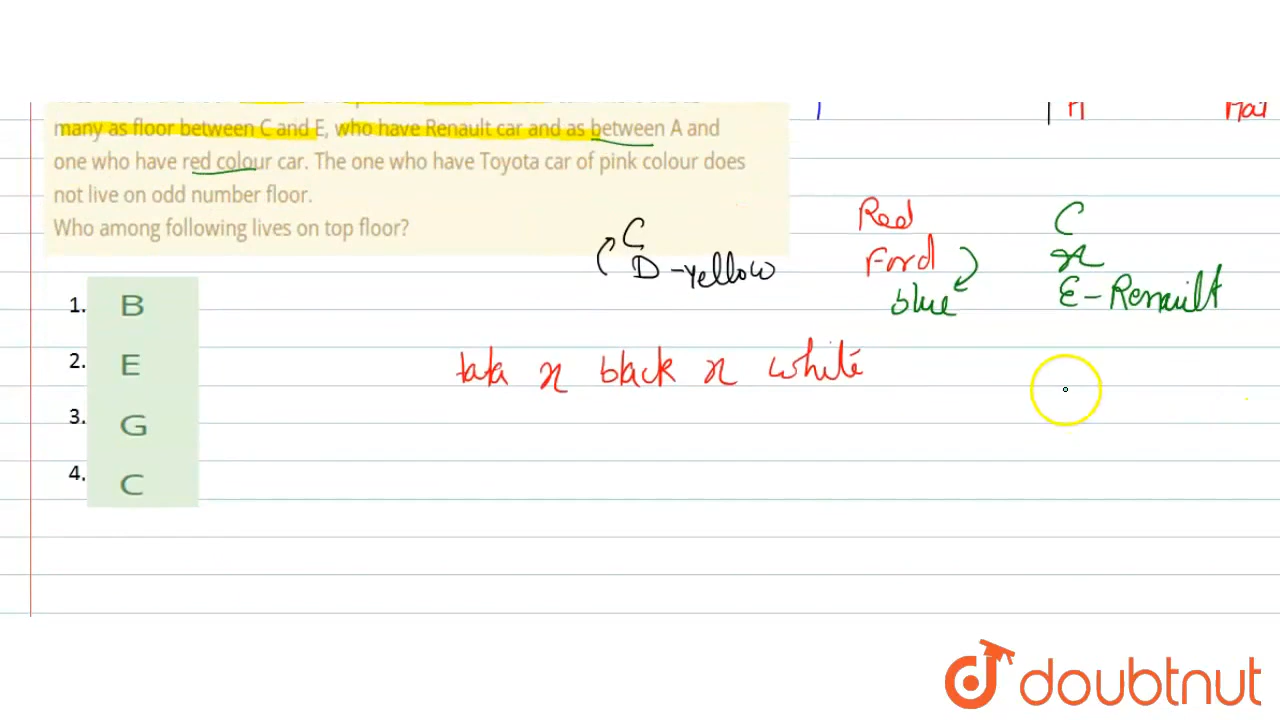 many as floor between C and E, who have Renault car and as between A and
one who have red colour car. The one who have Toyota car of pink colour does
not live on odd number floor.
Who among following lives on top floor?
1. B
2. E
3. G
4. C
C
D - yellow
Red
Ford
blue
C
x
E - Renault
tata x black x white
doubtnut